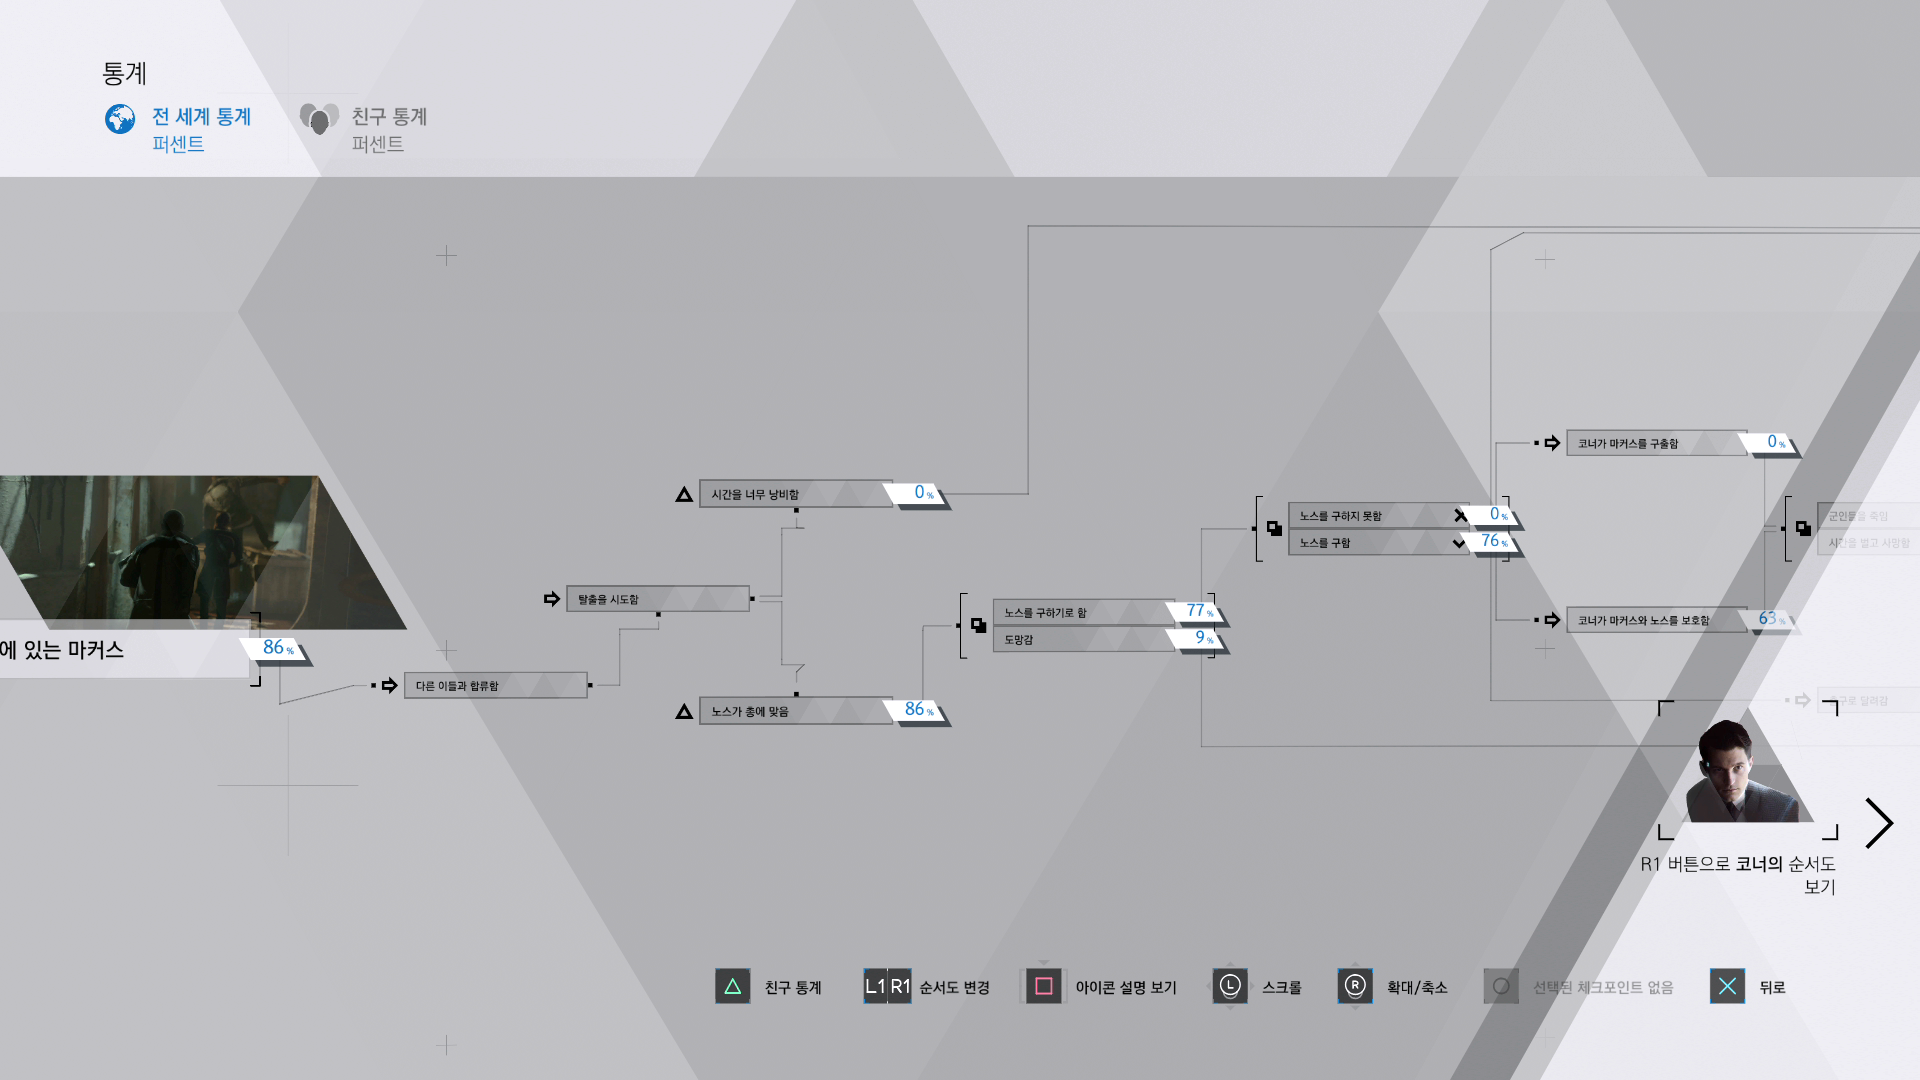 통계
전 세계 통계
퍼센트
친구 통계
퍼센트
에 있는 마커스
86%
다른 이들과 합류함
탈출을 시도함
시간을 너무 낭비함
0%
노스가 총에 맞음
86%
노스를 구하기로 함
77%
도망감
9%
노스를 구하지 못함
0%
노스를 구함
76%
코너가 마커스를 구출함
0%
코너가 마커스와 노스를 보호함
63%
군인들을 죽임
시간을 벌고 사망함
로 달려감
R1 버튼으로 코너의 순서도
보기
친구 통계
L1 R1 순서도 변경
아이콘 설명 보기
L 스크롤
R 확대/축소
선택된 체크포인트 없음
뒤로